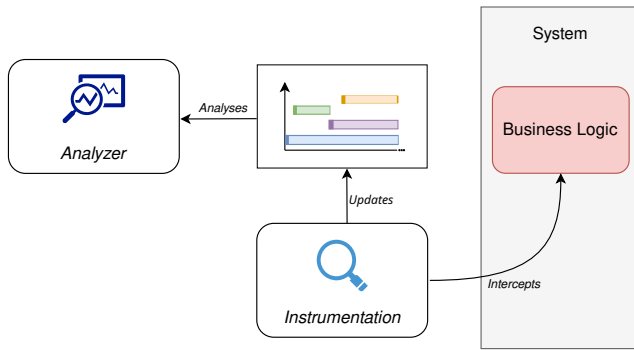 System
Analyses
Business Logic
Analyzer
...
Updates
Intercepts
Instrumentation